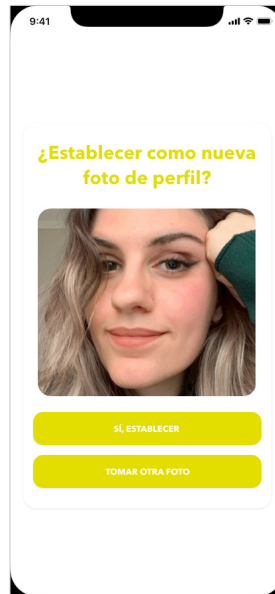 9:41
¿Establecer como nueva
foto de perfil?
SÍ, ESTABLECER
TOMAR OTRA FOTO